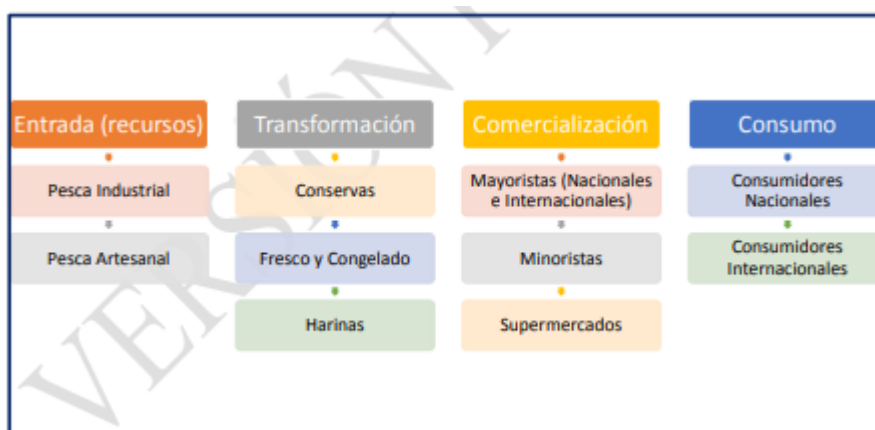 Entrada (recursos)
Pesca Industrial
Pesca Artesanal
Transformación
Conservas
Fresco y Congelado
Harinas
Comercialización
Mayoristas (Nacionales
e Internacionales)
Minoristas
Supermercados
Consumo
Consumidores
Nacionales
Consumidores
Internacionales
VERSIÓN